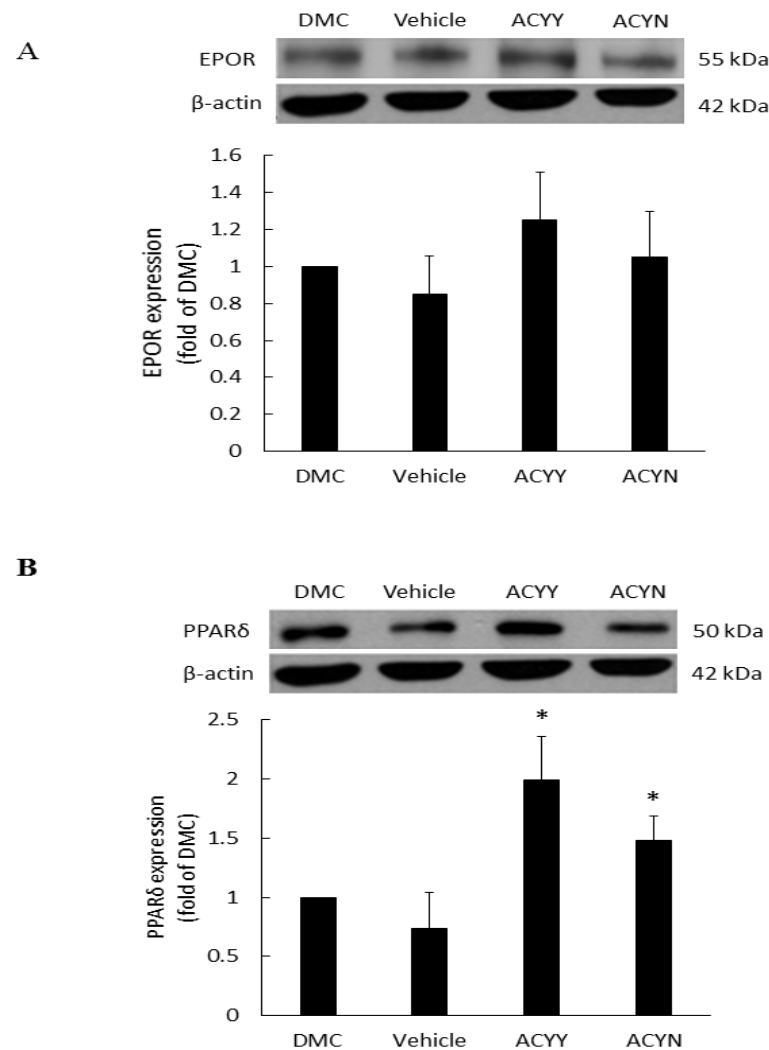 A
DMC Vehicle ACYY ACYN
EPOR 55 kDa
β-actin 42 kDa
1.6
1.4
1.2
1
0.8
0.6
0.4
0.2
0
EPOR expression
(fold of DMC)
DMC Vehicle ACYY ACYN
B
DMC Vehicle ACYY ACYN
PPARδ 50 kDa
β-actin 42 kDa
2.5
2
1.5
1
0.5
0
PPARδ expression
(fold of DMC)
*
*
DMC Vehicle ACYY ACYN